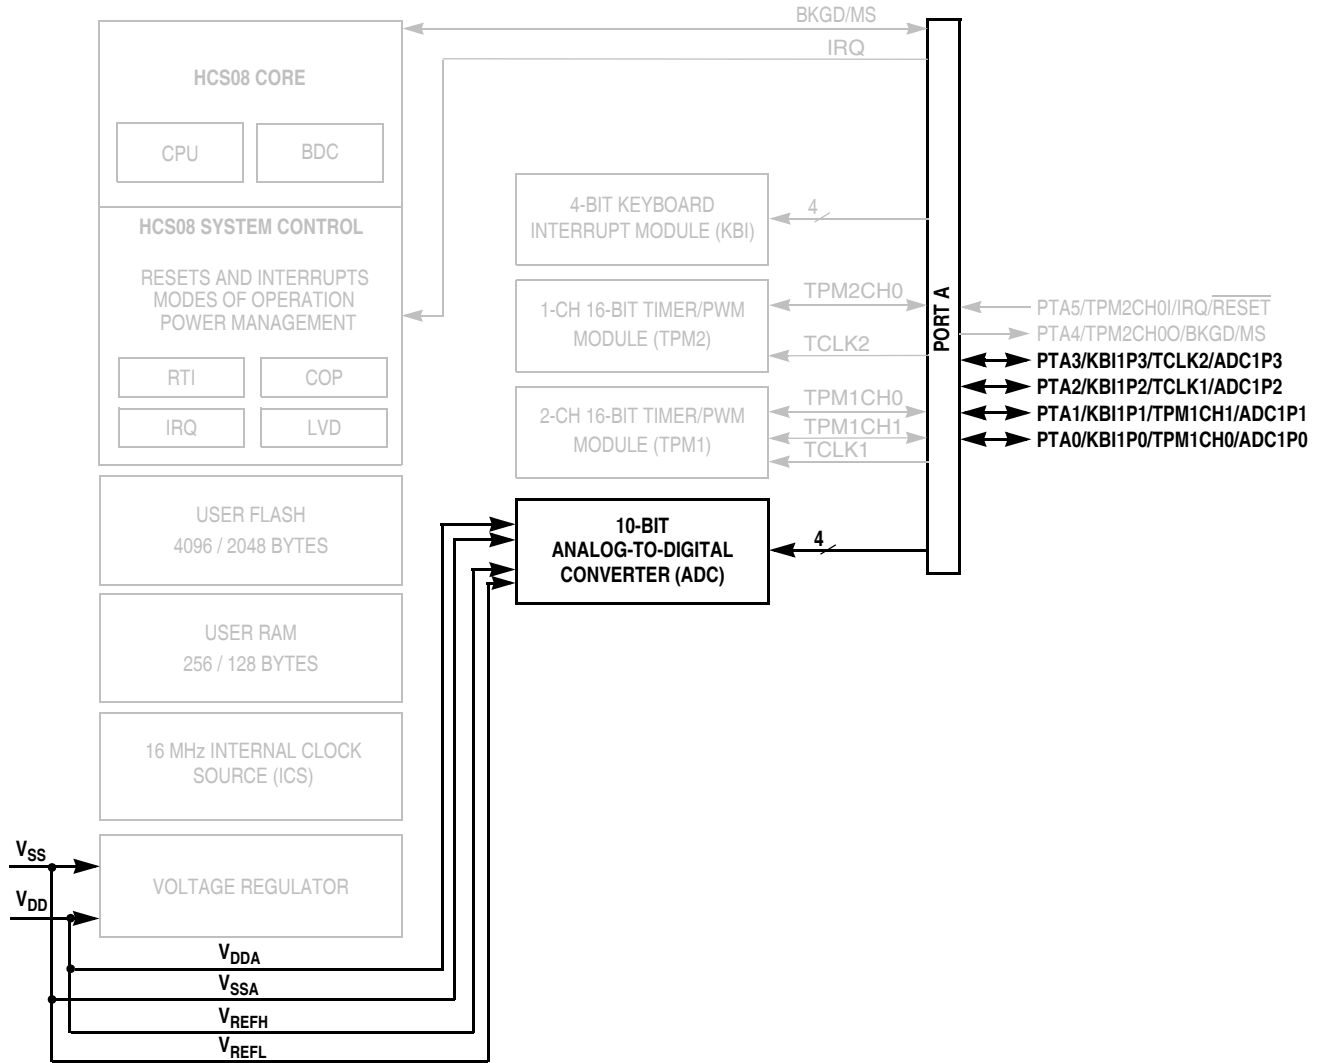 BKGD/MS
IRQ
HCS08 CORE
CPU
BDC
HCS08 SYSTEM CONTROL
RESETS AND INTERRUPTS
MODES OF OPERATION
POWER MANAGEMENT
RTI
COP
IRQ
LVD
USER FLASH
4096 / 2048 BYTES
USER RAM
256 / 128 BYTES
16 MHz INTERNAL CLOCK
SOURCE (ICS)
VOLTAGE REGULATOR
VSS
VDD
VDDA
VSSA
VREFH
VREFL
4-BIT KEYBOARD
INTERRUPT MODULE (KBI)
4
1-CH 16-BIT TIMER/PWM
MODULE (TPM2)
TPM2CH0
TCLK2
2-CH 16-BIT TIMER/PWM
MODULE (TPM1)
TPM1CH0
TPM1CH1
TCLK1
10-BIT
ANALOG-TO-DIGITAL
CONVERTER (ADC)
4
PORT A
PTA5/TPM2CH0I/IRQ/RESET
PTA4/TPM2CH0O/BKGD/MS
PTA3/KBI1P3/TCLK2/ADC1P3
PTA2/KBI1P2/TCLK1/ADC1P2
PTA1/KBI1P1/TPM1CH1/ADC1P1
PTA0/KBI1P0/TPM1CH0/ADC1P0